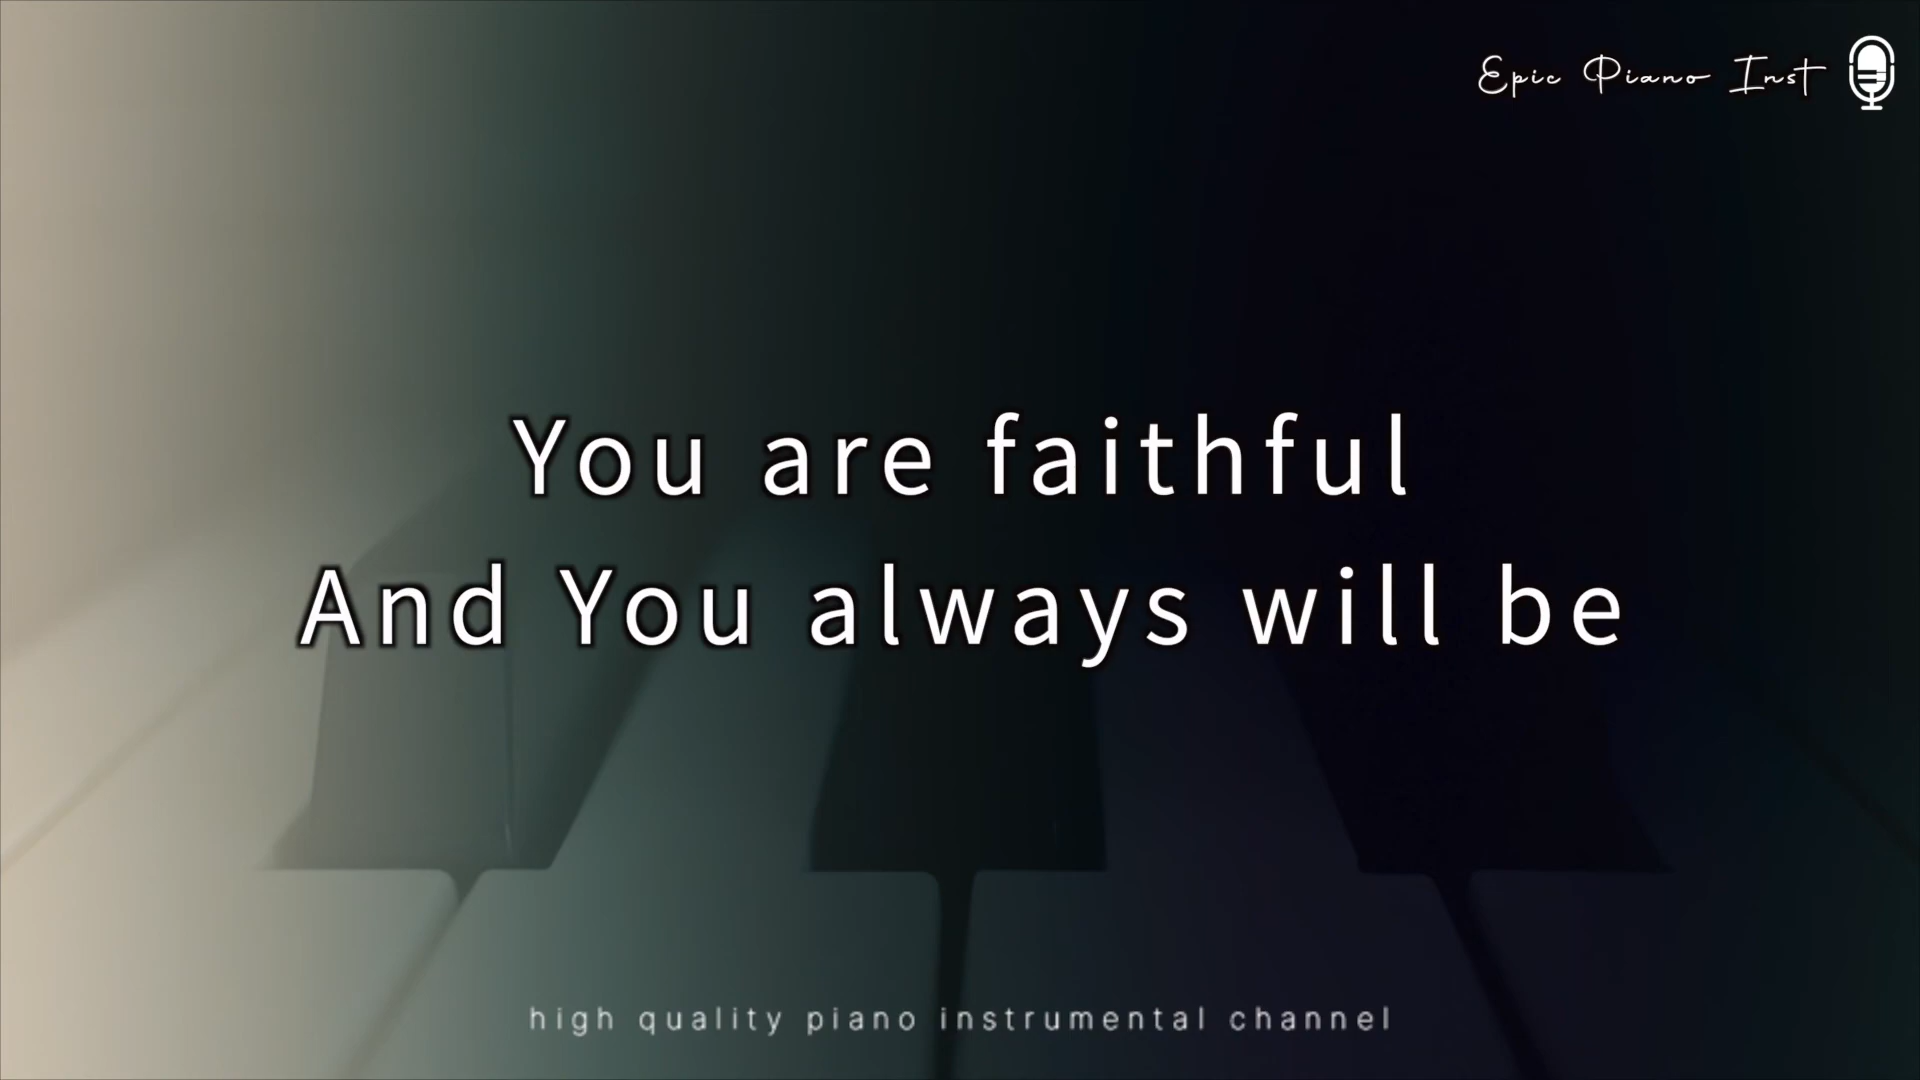 Epic Piano Inst
You are faithful
And You always will be
high quality piano instrumental channel